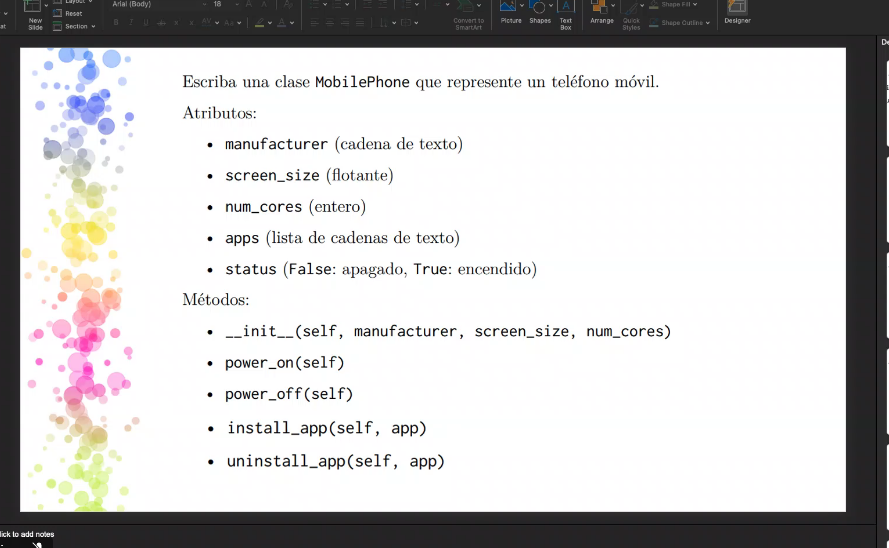 Layout
Reset
New
Slide
Section
Arial (Body)
18
Convert to
SmartArt
Picture
Shapes
Text
Box
Arrange
Quick
Styles
Shape Fill
Shape Outline
Designer
Escriba una clase MobilePhone que represente un teléfono móvil.
Atributos:
• manufacturer (cadena de texto)
• screen_size (flotante)
• num_cores (entero)
• apps (lista de cadenas de texto)
• status (False: apagado, True: encendido)
Métodos:
• __init__(self, manufacturer, screen_size, num_cores)
• power_on(self)
• power_off(self)
• install_app(self, app)
• uninstall_app(self, app)
lick to add notes